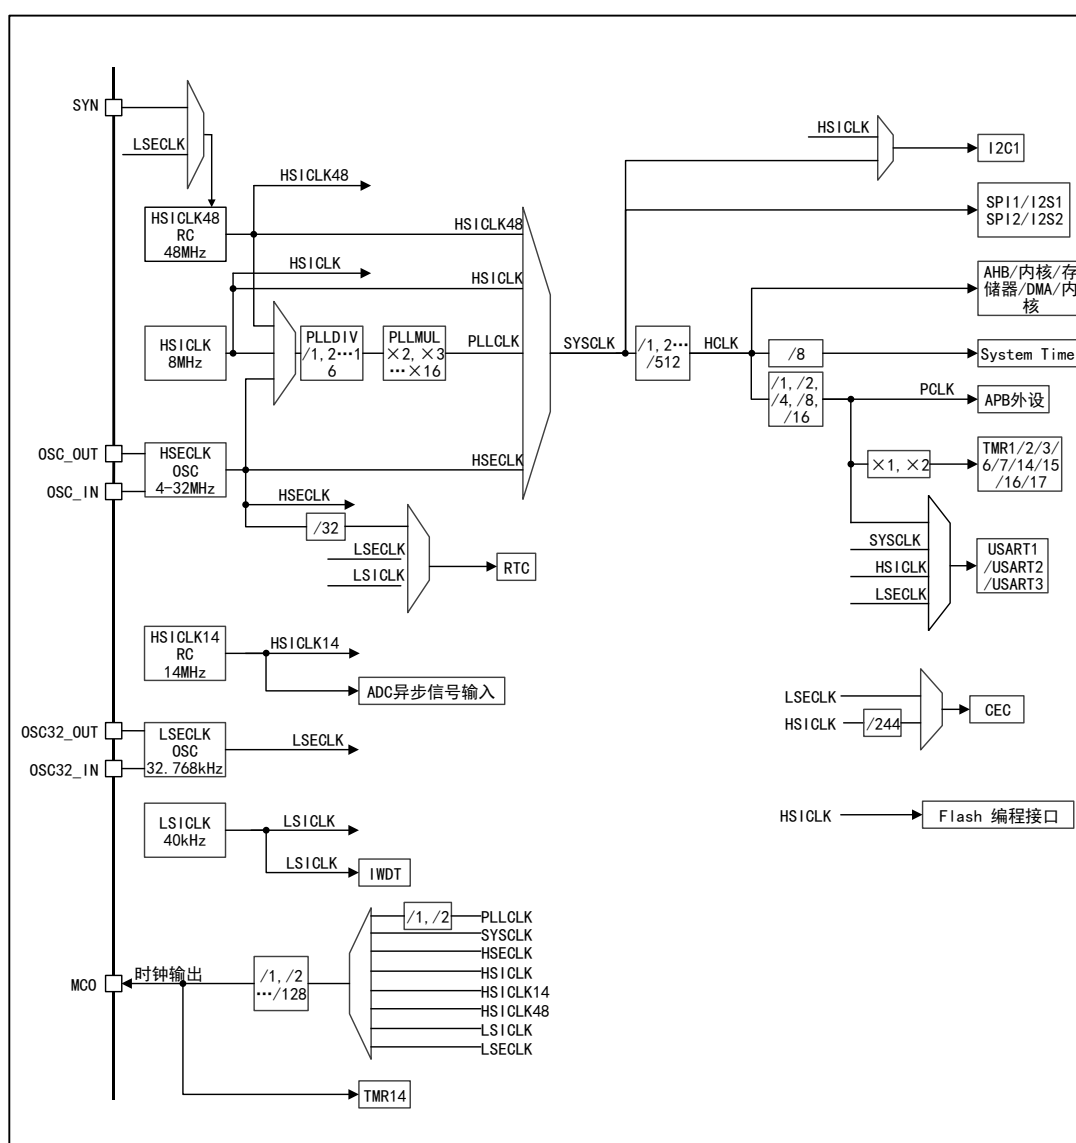 SYN
LSECLK
HSICLK48
HSICLK48
RC
48MHz
HSICLK
HSICLK
8MHz
PLLDIV
/1, 2⋯1
6
PLLMUL
×2, ×3
⋯×16
HSICLK48
HSICLK
PLLCLK
HSECLK
SYSCLK
/1, 2⋯
/512
HCLK
HSICLK
I2C1
SPI1/I2S1
SPI2/I2S2
AHB/内核/存
储器/DMA/内
核
/8
System Time
/1, /2,
/4, /8,
/16
PCLK
APB外设
×1, ×2
TMR1/2/3/
6/7/14/15
/16/17
SYSCLK
HSICLK
LSECLK
USART1
/USART2
/USART3
OSC_OUT
OSC_IN
HSECLK
OSC
4-32MHz
HSECLK
/32
LSECLK
LSICLK
RTC
HSICLK14
RC
14MHz
HSICLK14
ADC异步信号输入
LSECLK
HSICLK
/244
CEC
OSC32_OUT
OSC32_IN
LSECLK
OSC
32.768kHz
LSECLK
LSICLK
40kHz
LSICLK
LSICLK
IWDT
HSICLK
Flash 编程接口
MCO
时钟输出
/1, /2
⋯/128
/1, /2
PLLCLK
SYSCLK
HSECLK
HSICLK
HSICLK14
HSICLK48
LSICLK
LSECLK
TMR14